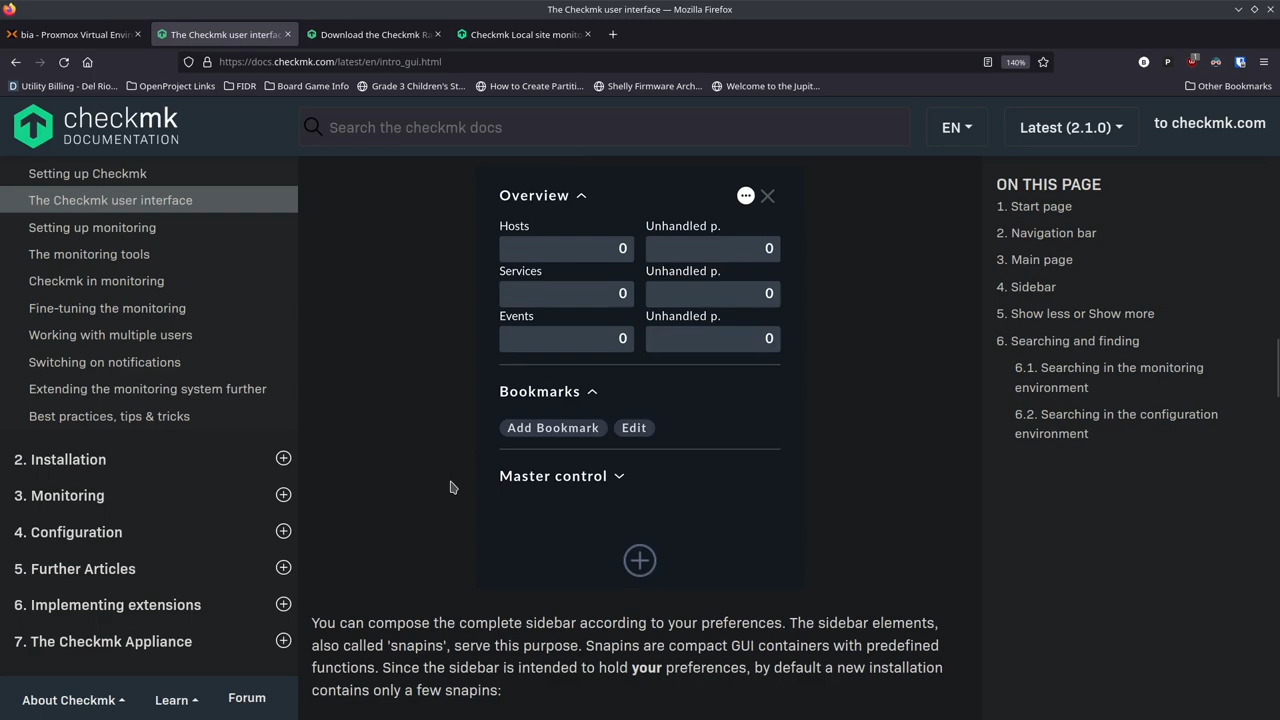 The Checkmk user interface — Mozilla Firefox
bia - Proxmox Virtual Envir
The Checkmk user interfac
Download the Checkmk Ra
Checkmk Local site monito
https://docs.checkmk.com/latest/en/intro_gui.html
140%
Utility Billing - Del Rio...
OpenProject Links
FIDR
Board Game Info
Grade 3 Children's St...
How to Create Partiti...
Shelly Firmware Arch...
Welcome to the Jupit...
Other Bookmarks
checkmk
DOCUMENTATION
Search the checkmk docs
EN
Latest (2.1.0)
to checkmk.com
Setting up Checkmk
The Checkmk user interface
Setting up monitoring
The monitoring tools
Checkmk in monitoring
Fine-tuning the monitoring
Working with multiple users
Switching on notifications
Extending the monitoring system further
Best practices, tips & tricks
2. Installation
3. Monitoring
4. Configuration
5. Further Articles
6. Implementing extensions
7. The Checkmk Appliance
About Checkmk
Learn
Forum
Overview
Hosts
Unhandled p.
0
0
Services
Unhandled p.
0
0
Events
Unhandled p.
0
0
Bookmarks
Add Bookmark
Edit
Master control
You can compose the complete sidebar according to your preferences. The sidebar elements,
also called 'snapins', serve this purpose. Snapins are compact GUI containers with predefined
functions. Since the sidebar is intended to hold your preferences, by default a new installation
contains only a few snapins:
ON THIS PAGE
1. Start page
2. Navigation bar
3. Main page
4. Sidebar
5. Show less or Show more
6. Searching and finding
6.1. Searching in the monitoring
environment
6.2. Searching in the configuration
environment